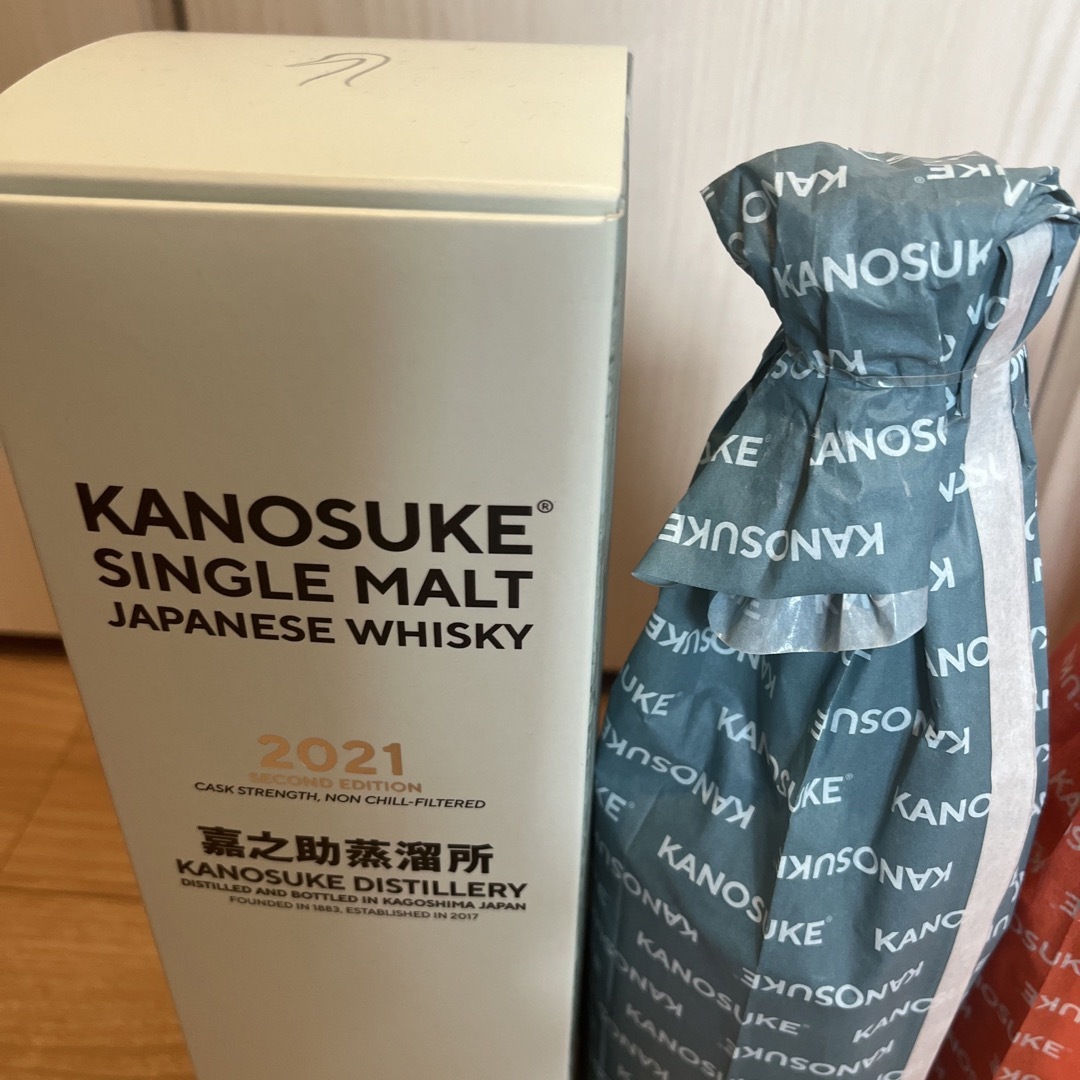 KANOSUKE®
SINGLE MALT
JAPANESE WHISKY
2021
SECOND EDITION
CASK STRENGTH, NON CHILL-FILTERED
嘉之助蒸溜所
KANOSUKE DISTILLERY
DISTILLED AND BOTTLED IN KAGOSHIMA JAPAN
FOUNDED IN 1883, ESTABLISHED IN 2017
KANOSUK
KANOSUKE
KANOSUKE
KANOSUKE
KANOSUKE
KANOSUKE
KANOSUKE